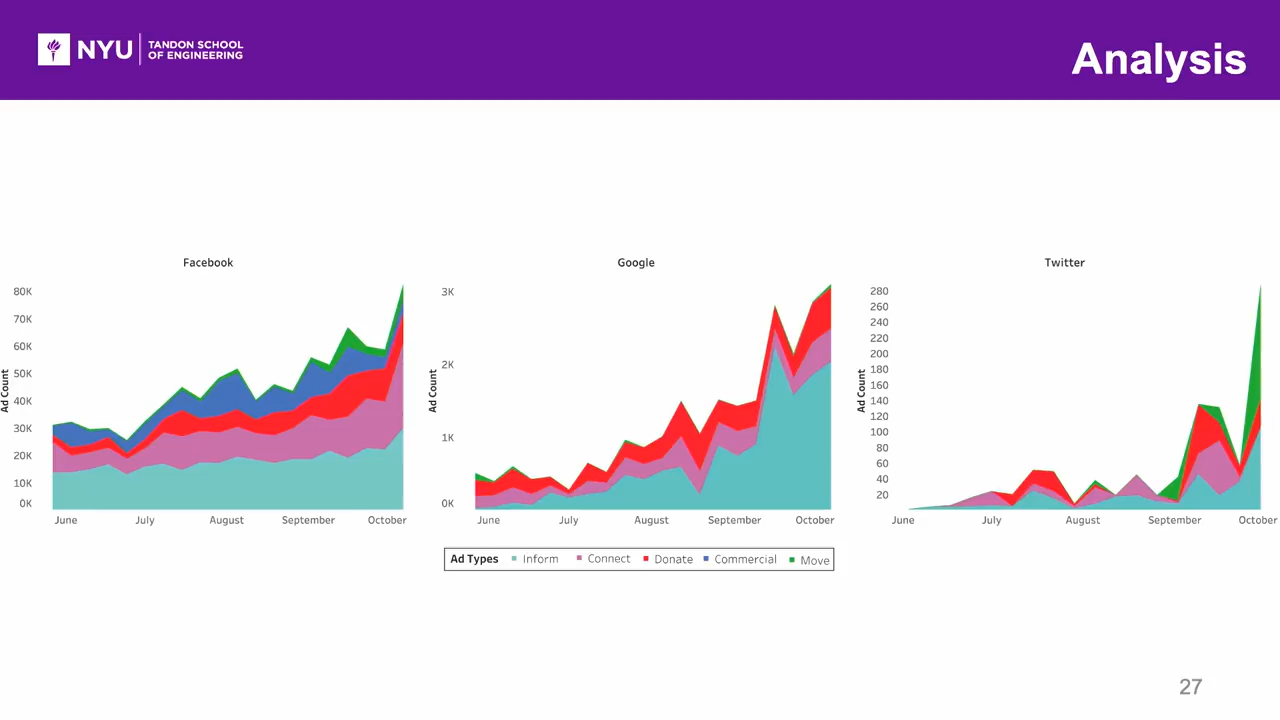 NYU
TANDON SCHOOL
OF ENGINEERING
Analysis
Facebook
Ad Count
80K
70K
60K
50K
40K
30K
20K
10K
0K
June July August September October
Google
Ad Count
3K
2K
1K
0K
June July August September October
Twitter
Ad Count
280
260
240
220
200
180
160
140
120
100
80
60
40
20
June July August September October
Ad Types Inform Connect Donate Commercial Move
27